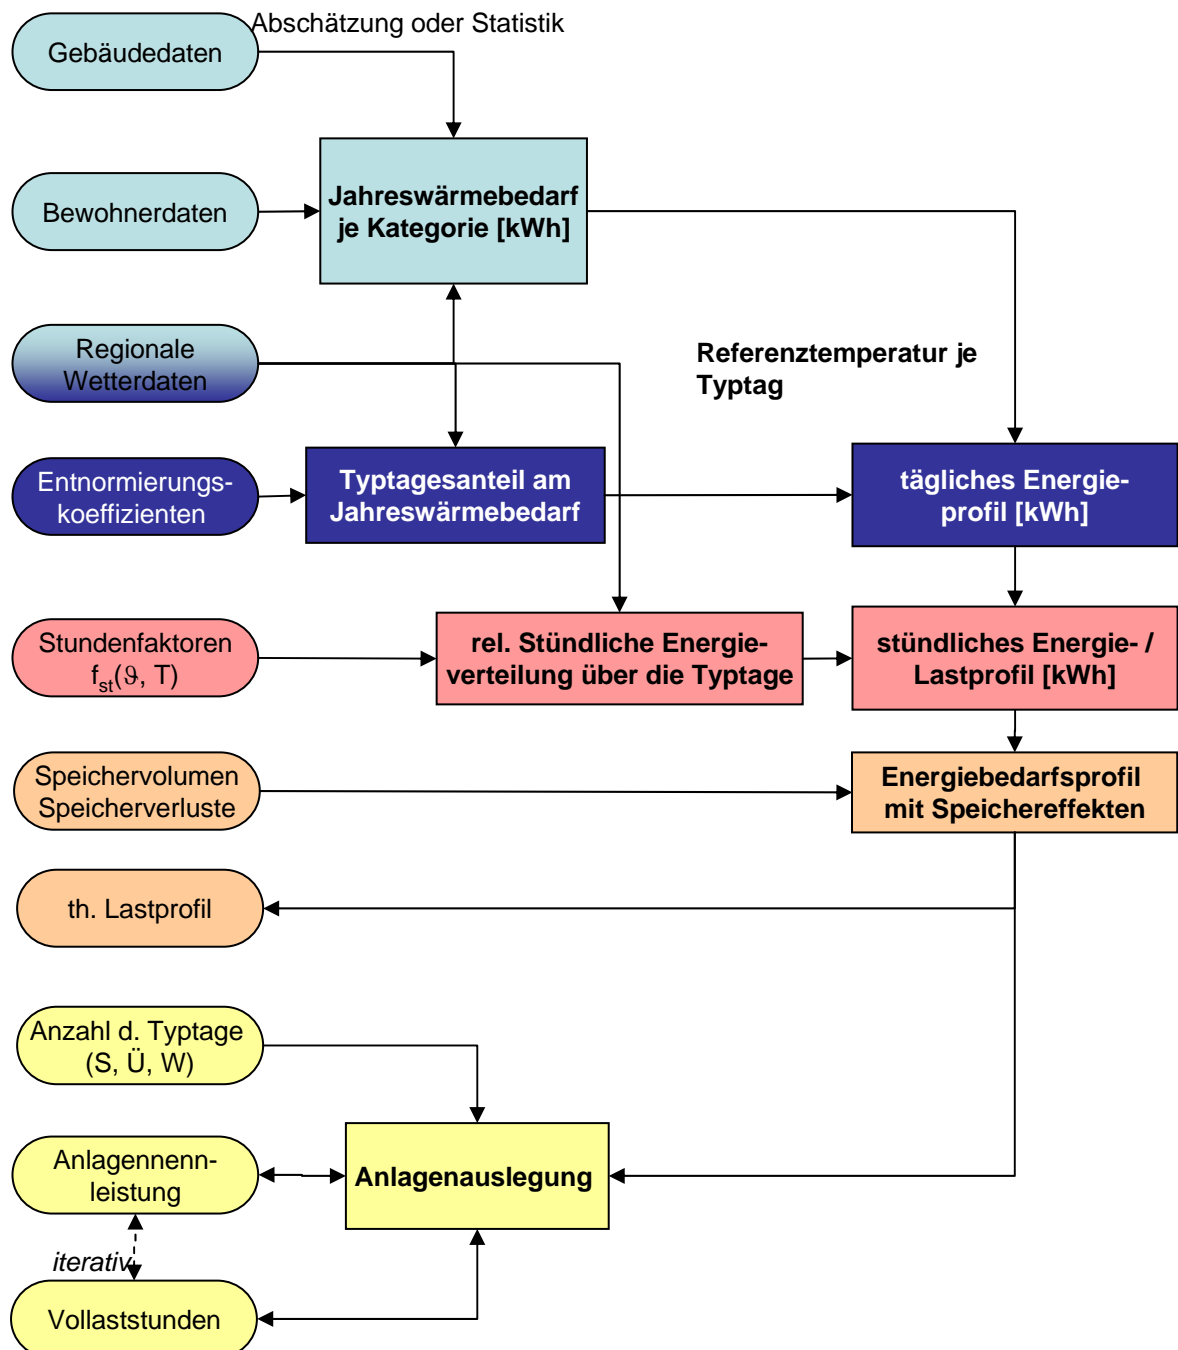 Abschätzung oder Statistik
Gebäudedaten
Bewohnerdaten
Jahreswärmebedarf
je Kategorie [kWh]
Regionale
Wetterdaten
Referenztemperatur je
Typtag
Entnormierungs-
koeffizienten
Typtagesanteil am
Jahreswärmebedarf
tägliches Energie-
profil [kWh]
Stundenfaktoren
fst(ϑ, T)
rel. Stündliche Energie-
verteilung über die Typtage
stündliches Energie- /
Lastprofil [kWh]
Speichervolumen
Speicherverluste
Energiebedarfsprofil
mit Speichereffekten
th. Lastprofil
Anzahl d. Typtage
(S, Ü, W)
Anlagennenn-
leistung
Anlagenauslegung
iterativ
Vollaststunden